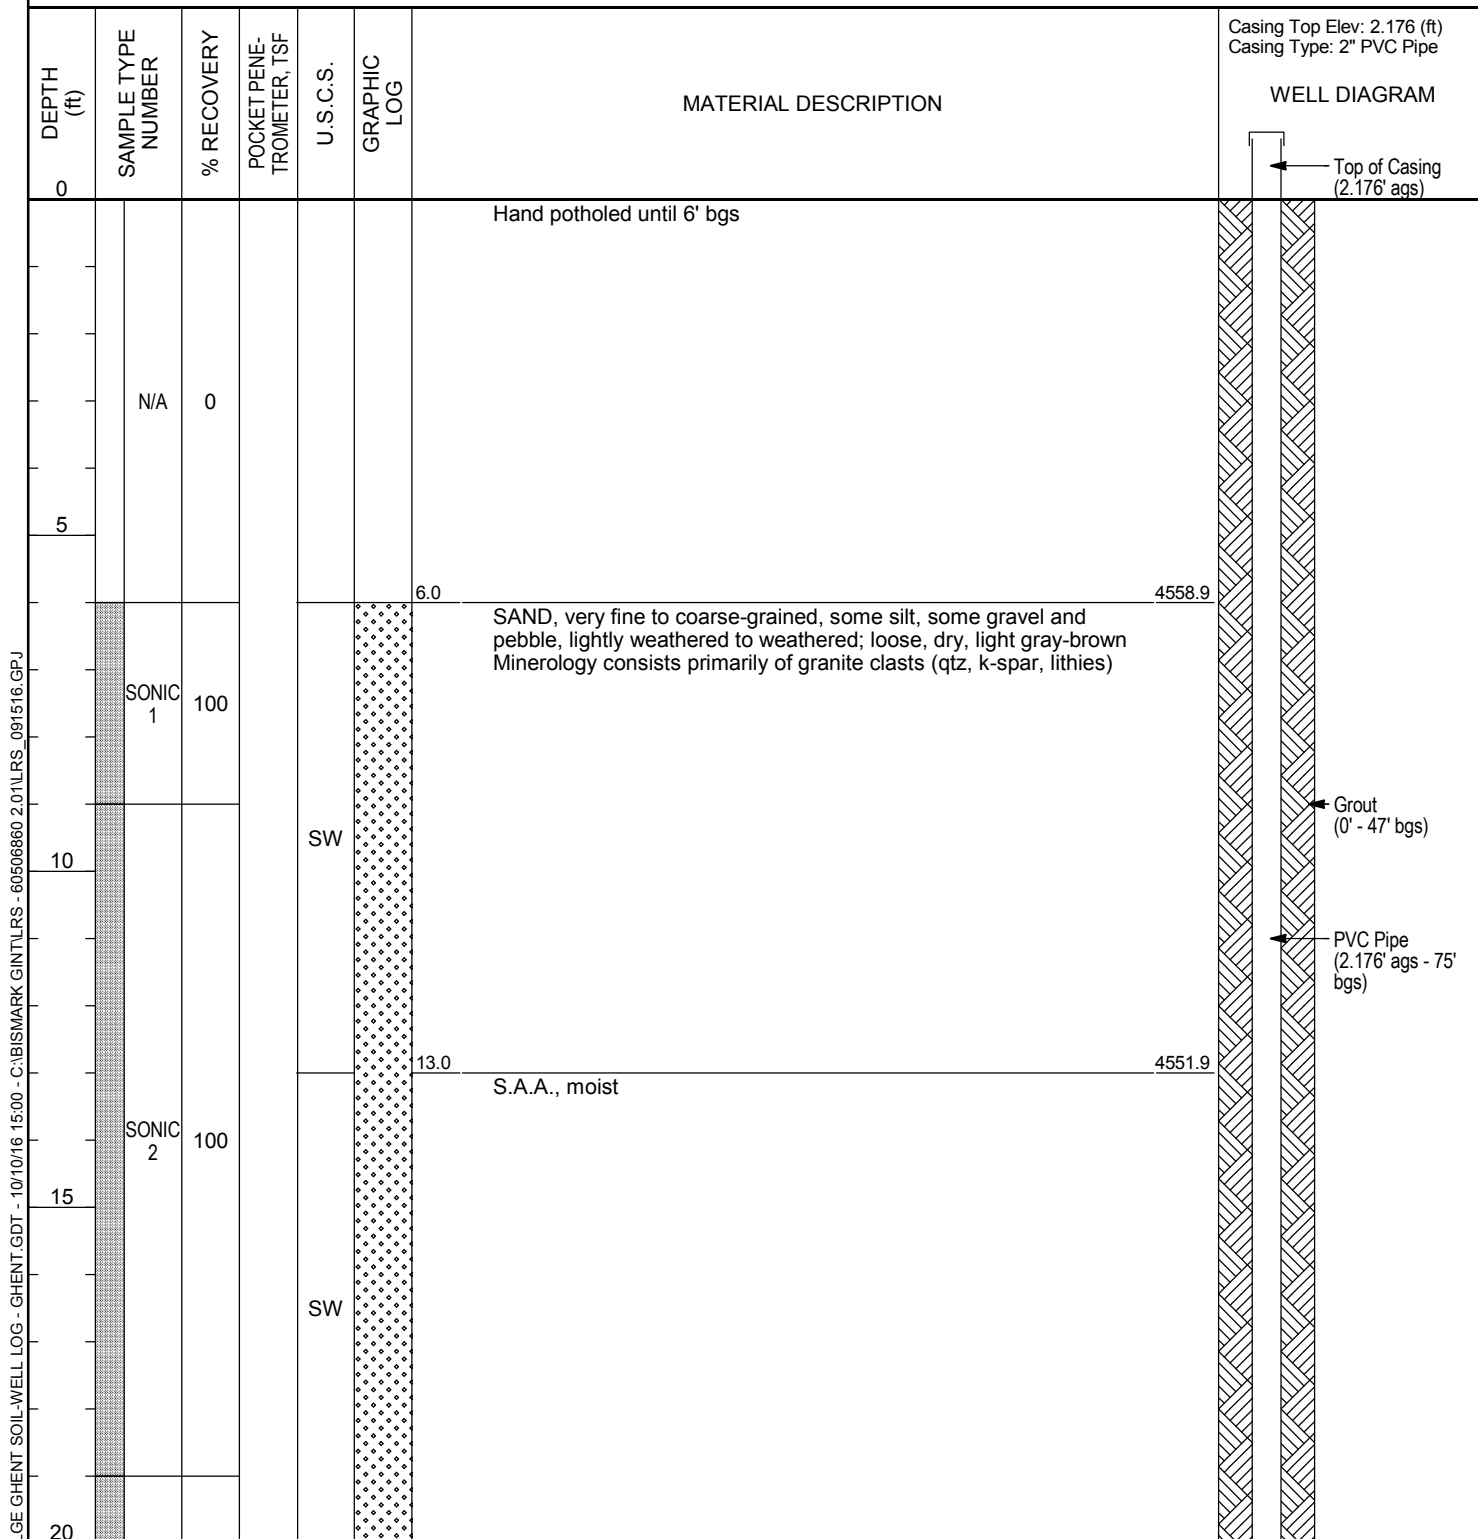 Casing Top Elev: 2.176 (ft)
Casing Type: 2" PVC Pipe
DEPTH
(ft)
SAMPLE TYPE
NUMBER
% RECOVERY
POCKET PENE-
TROMETER, TSF
U.S.C.S.
GRAPHIC
LOG
MATERIAL DESCRIPTION
WELL DIAGRAM
Top of Casing
(2.176' ags)
0
Hand potholed until 6' bgs
N/A
0
5
6.0
4558.9
SAND, very fine to coarse-grained, some silt, some gravel and
pebble, lightly weathered to weathered; loose, dry, light gray-brown
Minerology consists primarily of granite clasts (qtz, k-spar, lithies)
SONIC
1
100
Grout
(0' - 47' bgs)
SW
10
PVC Pipe
(2.176' ags - 75'
bgs)
13.0
4551.9
S.A.A., moist
SONIC
2
100
15
SW
20
GE GHENT SOIL-WELL LOG - GHENT.GDT - 10/10/16 15:00 - C:\BISMARK GINT\LRS - 60506860 2.01\LRS_091516.GPJ